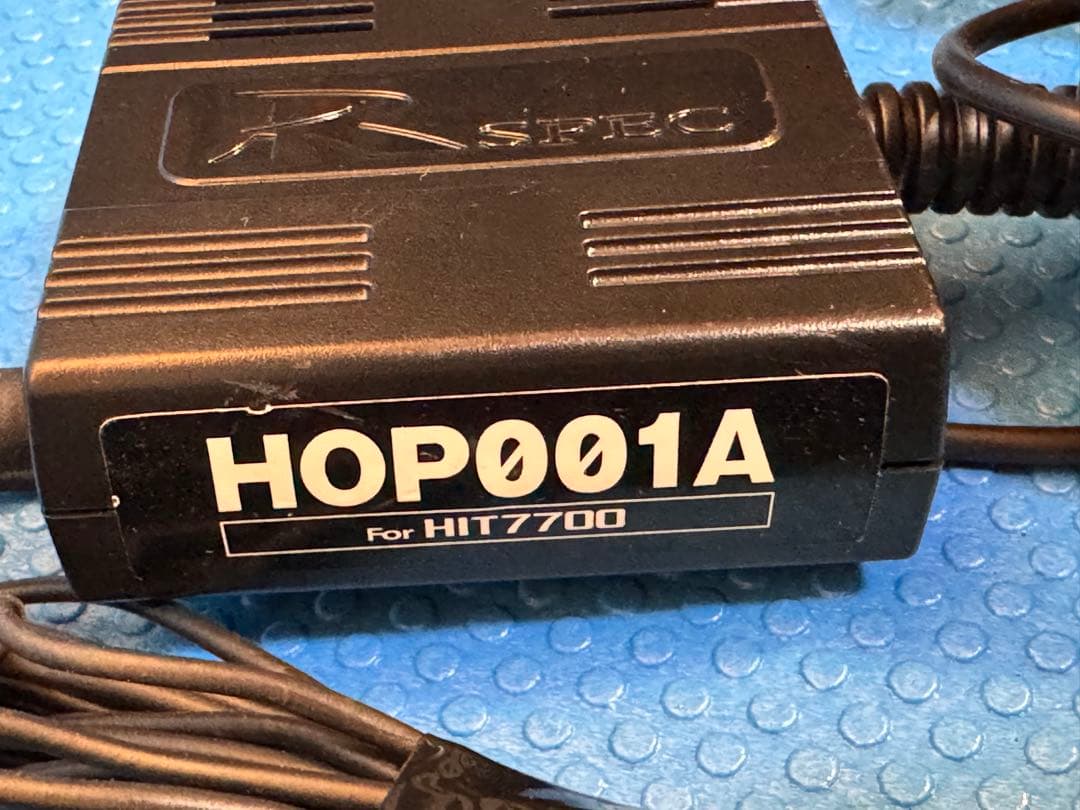 R SPEC
HOP001A
For HIT7700